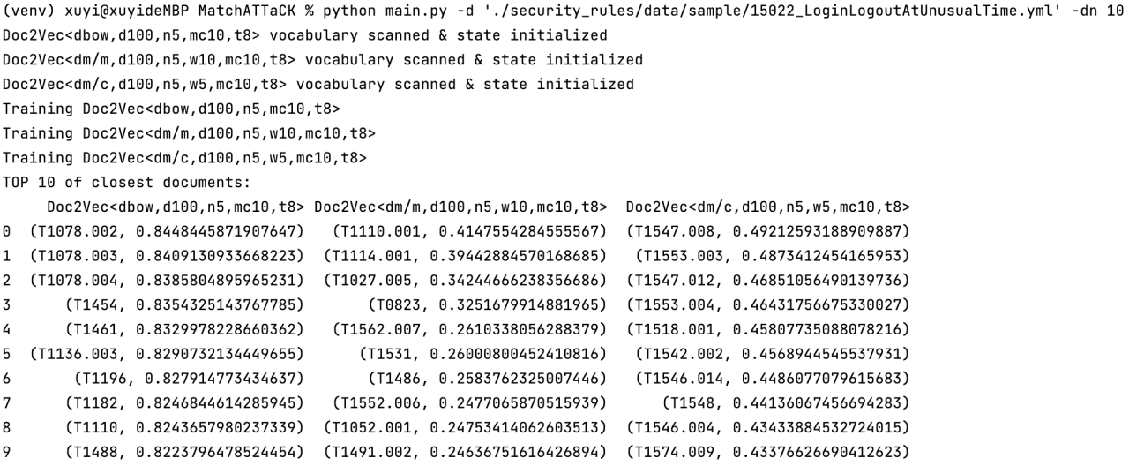 (venv) xuyi@xuyideMBP MatchATTaCK % python main.py -d './security_rules/data/sample/15022_LoginLogoutAtUnusualTime.yml' -dn 10
Doc2Vec<dbow,d100,n5,mc10,t8> vocabulary scanned & state initialized
Doc2Vec<dm/m,d100,n5,w10,mc10,t8> vocabulary scanned & state initialized
Doc2Vec<dm/c,d100,n5,w5,mc10,t8> vocabulary scanned & state initialized
Training Doc2Vec<dbow,d100,n5,mc10,t8>
Training Doc2Vec<dm/m,d100,n5,w10,mc10,t8>
Training Doc2Vec<dm/c,d100,n5,w5,mc10,t8>
TOP 10 of closest documents:
Doc2Vec<dbow,d100,n5,mc10,t8> Doc2Vec<dm/m,d100,n5,w10,mc10,t8> Doc2Vec<dm/c,d100,n5,w5,mc10,t8>
0 (T1078.002, 0.8448445871907647) (T1110.001, 0.4147554284555567) (T1547.008, 0.49212593188909887)
1 (T1078.003, 0.8409130933668223) (T1114.001, 0.39442884570168685) (T1553.003, 0.4873412454165953)
2 (T1078.004, 0.8385804895965231) (T1027.005, 0.34244666238356686) (T1547.012, 0.46851056490139736)
3 (T1454, 0.8354325143767785) (T0823, 0.3251679914881965) (T1553.004, 0.46431756675330027)
4 (T1461, 0.8329978228660362) (T1562.007, 0.2610338056288379) (T1518.001, 0.45807735088078216)
5 (T1136.003, 0.8290732134449655) (T1531, 0.26000800452410816) (T1542.002, 0.4568944545537931)
6 (T1196, 0.827914773434637) (T1486, 0.2583762325007446) (T1546.014, 0.4486077079615683)
7 (T1182, 0.8246844614285945) (T1552.006, 0.2477065870515939) (T1548, 0.44136067456694283)
8 (T1110, 0.8243657980237339) (T1052.001, 0.24753414062603513) (T1546.004, 0.43433884532724015)
9 (T1488, 0.8223796478524454) (T1491.002, 0.24636751616426894) (T1574.009, 0.43376626690412623)